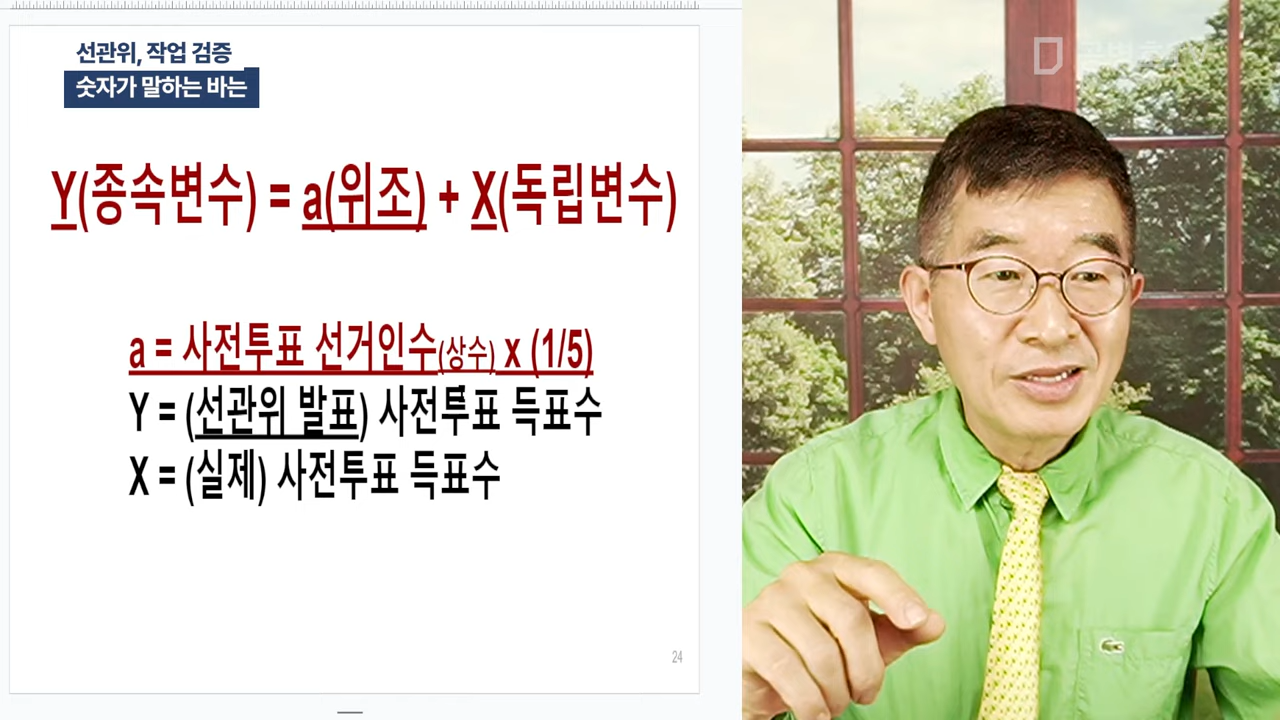 선관위, 작업 검증
숫자가 말하는 바는
Y(종속변수) = a(위조) + X(독립변수)
a = 사전투표 선거인수(상수) x (1/5)
Y = (선관위 발표) 사전투표 득표수
X = (실제) 사전투표 득표수
24